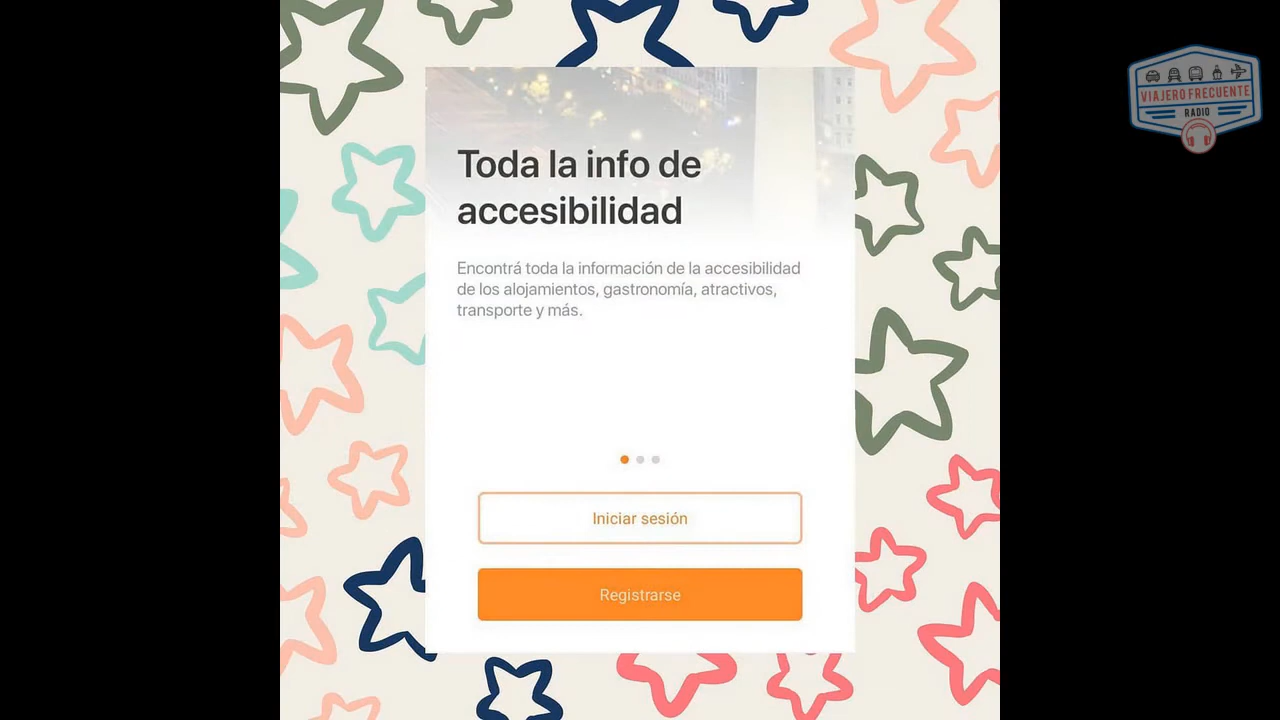 VIAJERO FRECUENTE
RADIO
Toda la info de
accesibilidad
Encontrá toda la información de la accesibilidad
de los alojamientos, gastronomía, atractivos,
transporte y más.
Iniciar sesión
Registrarse